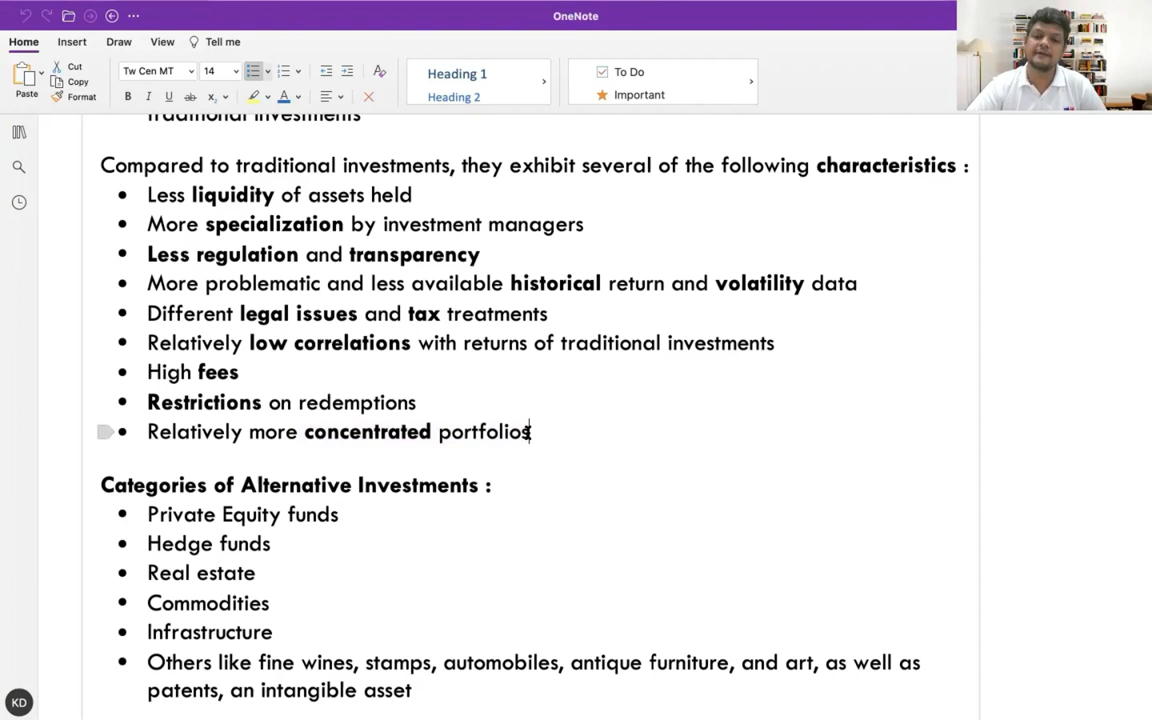 OneNote
Home Insert Draw View Tell me
Paste
Cut
Copy
Format
Tw Cen MT 14
B I U ab x₂ A
Heading 1
Heading 2
To Do
Important
traditional investments
Compared to traditional investments, they exhibit several of the following characteristics :
• Less liquidity of assets held
• More specialization by investment managers
• Less regulation and transparency
• More problematic and less available historical return and volatility data
• Different legal issues and tax treatments
• Relatively low correlations with returns of traditional investments
• High fees
• Restrictions on redemptions
• Relatively more concentrated portfolios
Categories of Alternative Investments :
• Private Equity funds
• Hedge funds
• Real estate
• Commodities
• Infrastructure
• Others like fine wines, stamps, automobiles, antique furniture, and art, as well as
patents, an intangible asset
KD